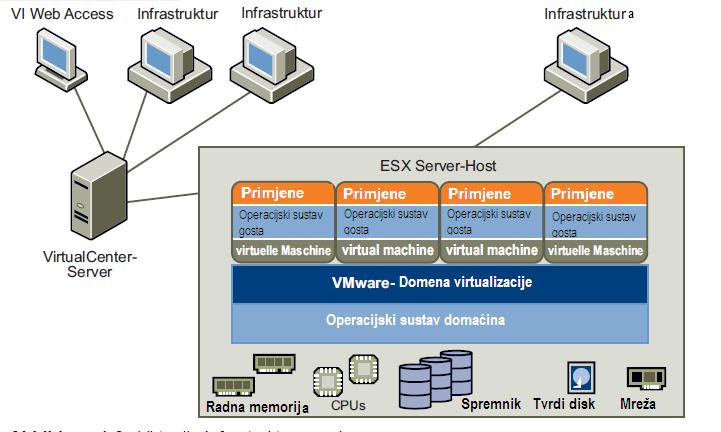 VI Web Access
Infrastruktur
Infrastruktur
Infrastruktura
ESX Server-Host
Primjene
Primjene
Primjene
Primjene
Operacijski sustav
gosta
Operacijski sustav
gosta
Operacijski sustav
gosta
Operacijski sustav
gosta
virtuelle Maschine
virtual machine
virtual machine
virtuelle Maschine
VirtualCenter-
Server
VMware- Domena virtualizacije
Operacijski sustav domaćina
Radna memorija
CPUs
Spremnik
Tvrdi disk
Mreža